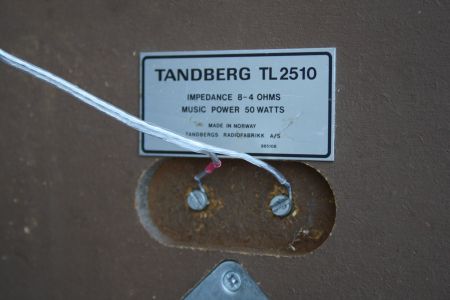 TANDBERG TL2510
IMPEDANCE 8-4 OHMS
MUSIC POWER 50 WATTS
MADE IN NORWAY
TANDBERGS RADIOFABRIKK A/S